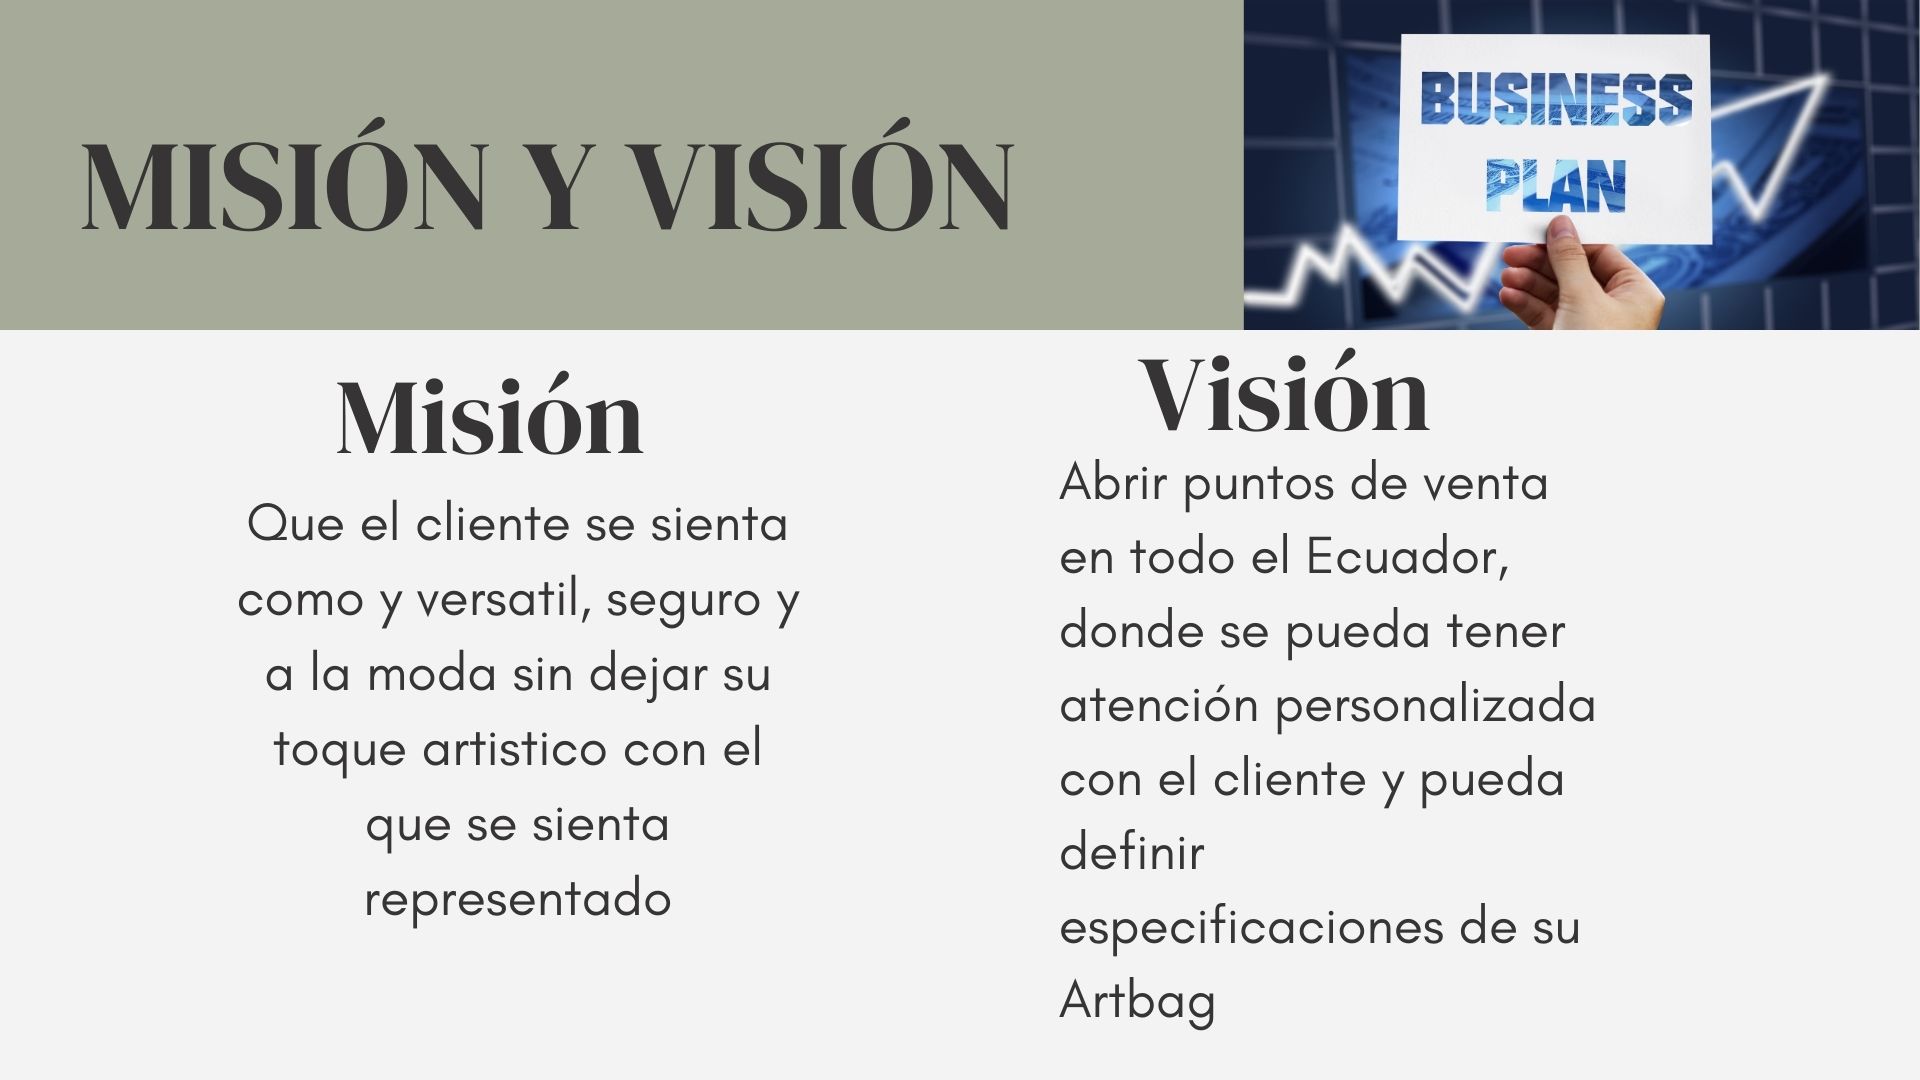 MISIÓN Y VISIÓN
BUSINESS
PLAN
Misión
Que el cliente se sienta
como y versatil, seguro y
a la moda sin dejar su
toque artistico con el
que se sienta
representado
Visión
Abrir puntos de venta
en todo el Ecuador,
donde se pueda tener
atención personalizada
con el cliente y pueda
definir
especificaciones de su
Artbag